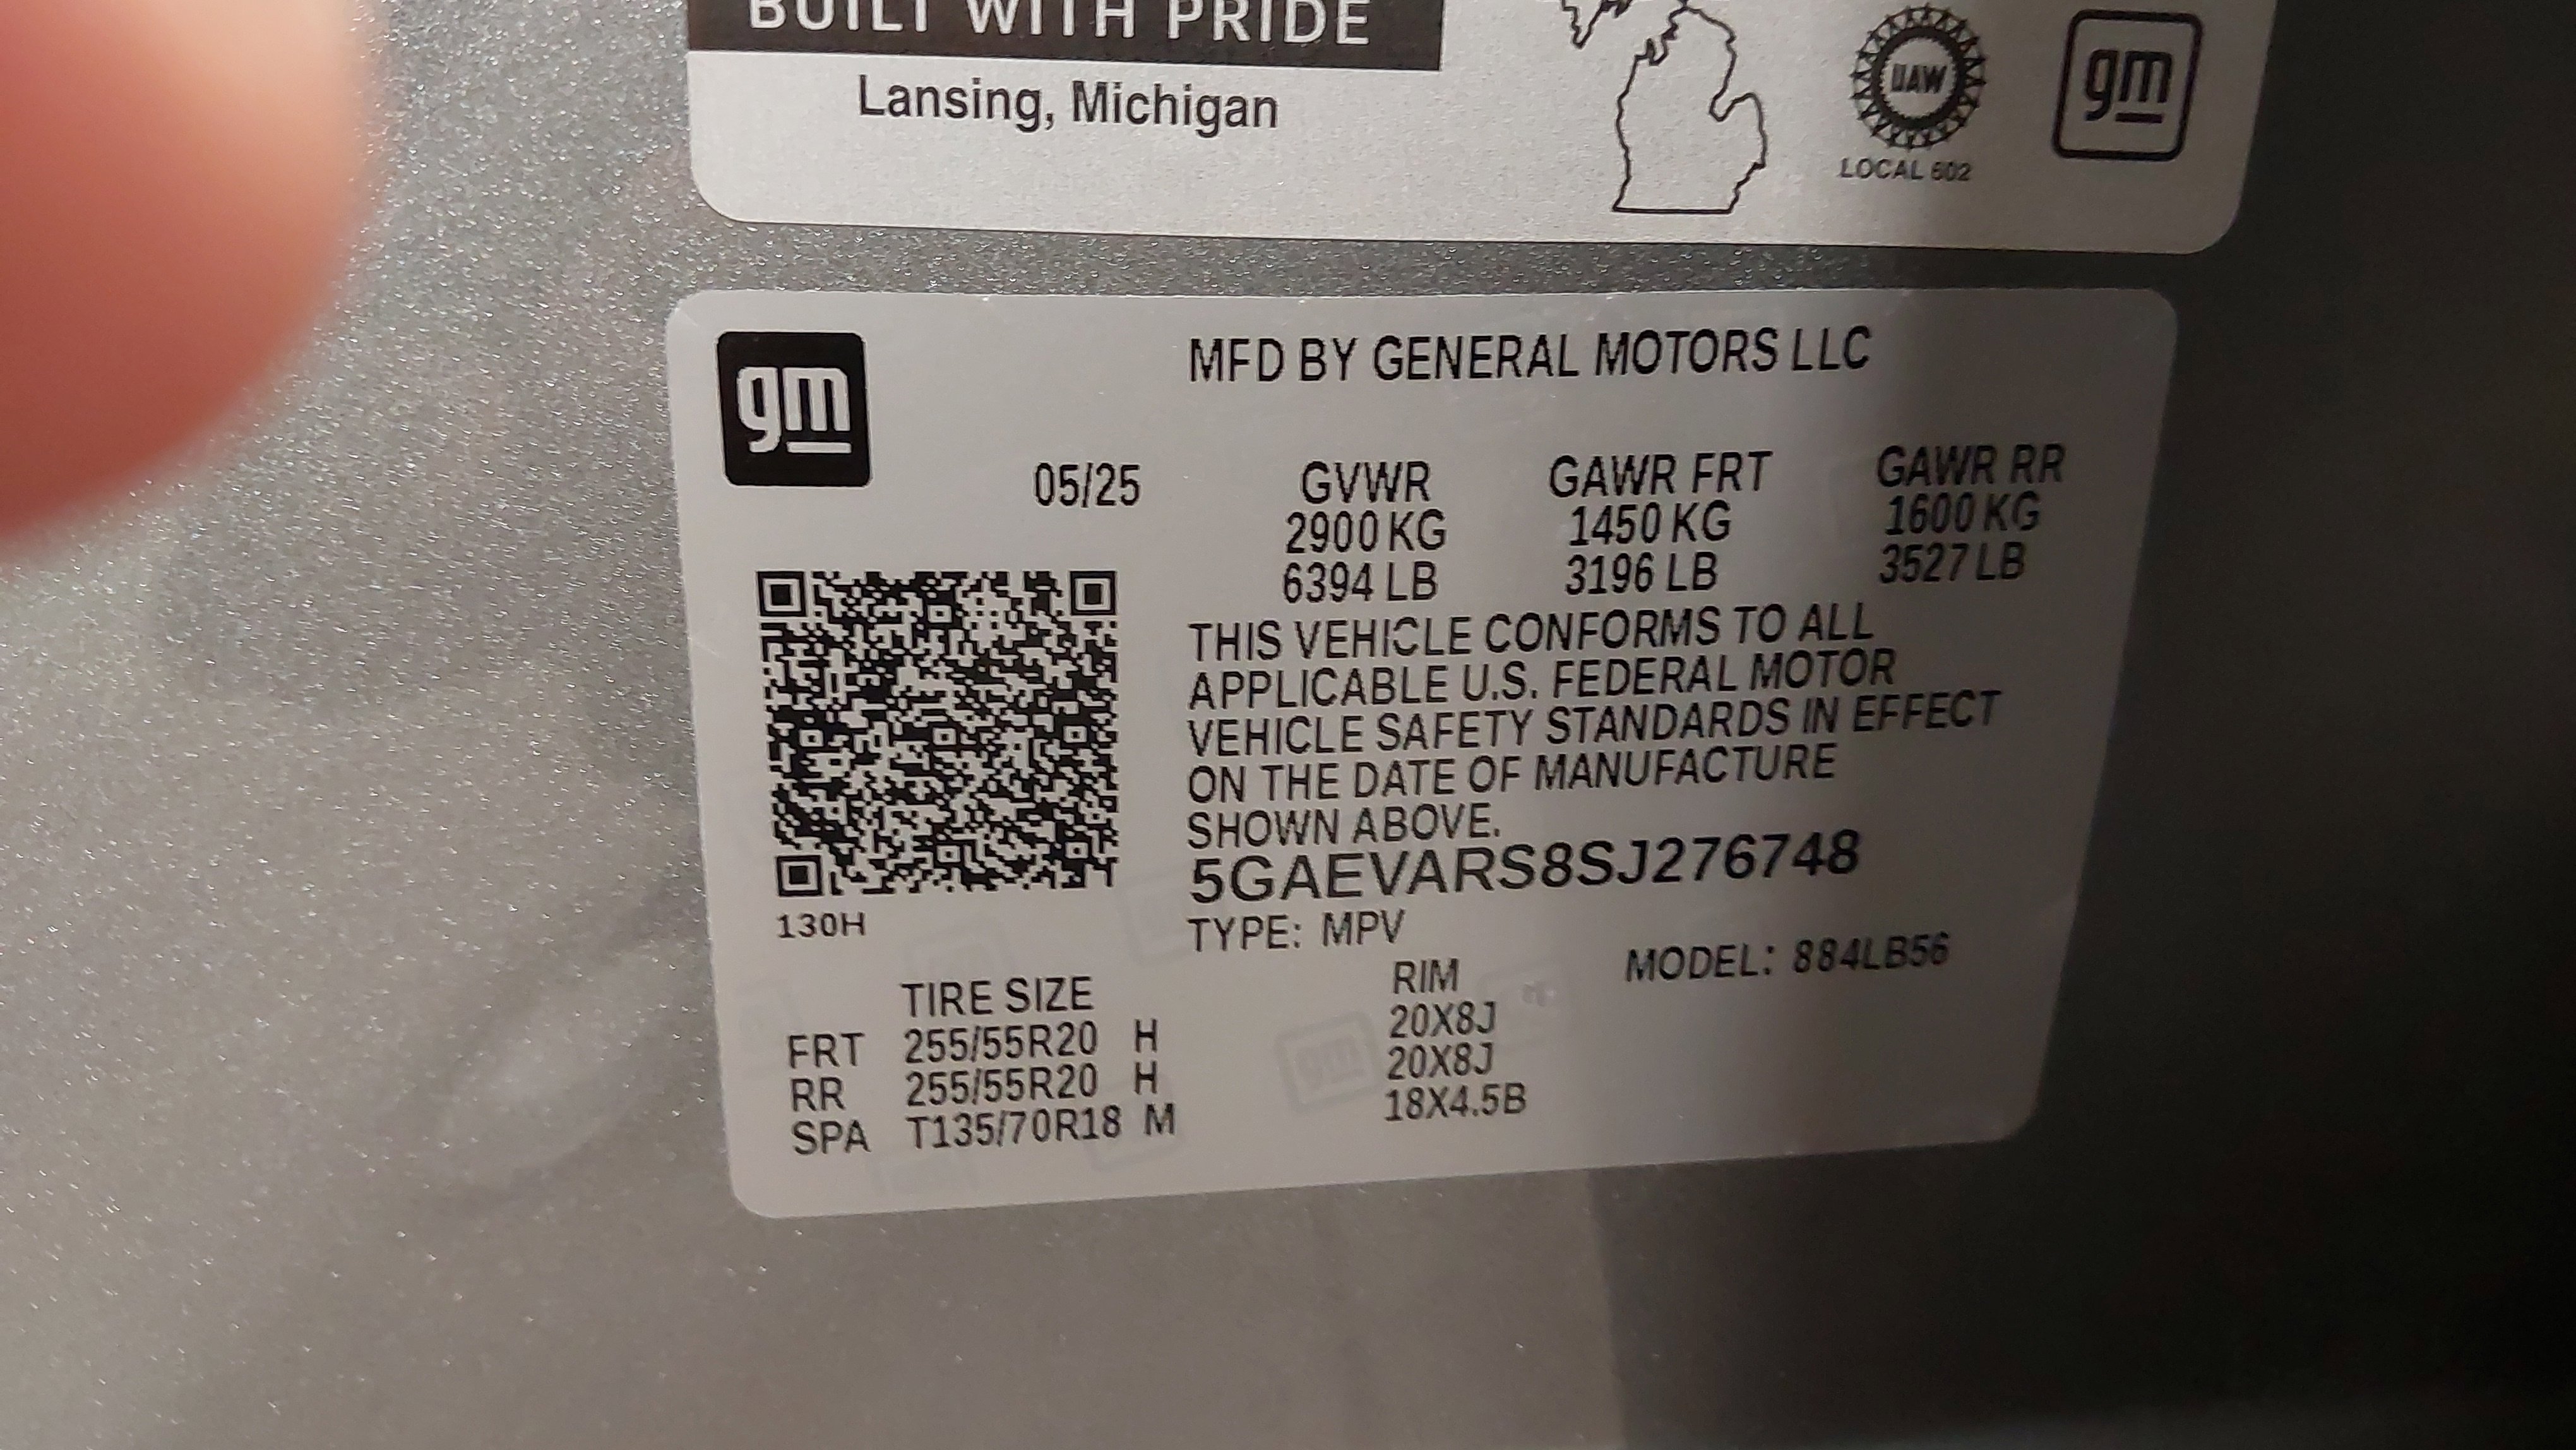 BUILT WITH PRIDE
Lansing, Michigan
UAW
LOCAL 602
gm
gm
MFD BY GENERAL MOTORS LLC
05/25 GVWR GAWR FRT GAWR RR
2900 KG 1450 KG 1600 KG
6394 LB 3196 LB 3527 LB
THIS VEHICLE CONFORMS TO ALL
APPLICABLE U.S. FEDERAL MOTOR
VEHICLE SAFETY STANDARDS IN EFFECT
ON THE DATE OF MANUFACTURE
SHOWN ABOVE.
5GAEVARS8SJ276748
130H
TYPE: MPV
MODEL: 884LB56
TIRE SIZE RIM
FRT 255/55R20 H 20X8J
RR 255/55R20 H 20X8J
SPA T135/70R18 M 18X4.5B
gm